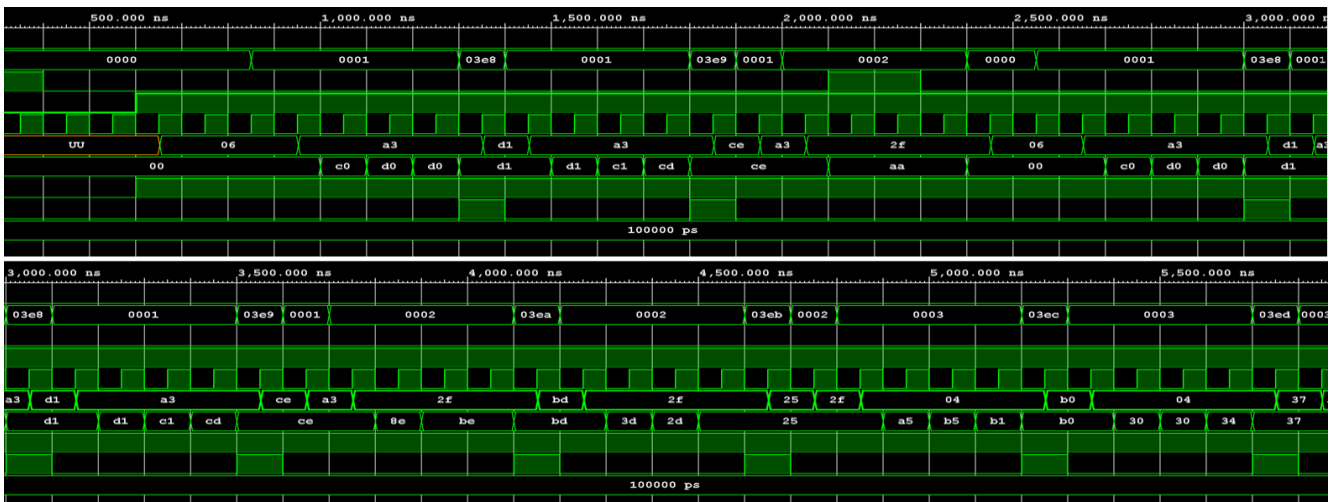 500.000 ns 1,000.000 ns 1,500.000 ns 2,000.000 ns 2,500.000 ns 3,000.000 n
0000 0001 03e8 0001 03e9 0001 0002 0000 0001 03e8 0001
UU 06 a3 d1 a3 ce a3 2f 06 a3 d1 a3
00 c0 d0 d0 d1 d1 c1 cd ce aa 00 c0 d0 d0 d1
100000 ps
3,000.000 ns 3,500.000 ns 4,000.000 ns 4,500.000 ns 5,000.000 ns 5,500.000 ns
03e8 0001 03e9 0001 0002 03ea 0002 03eb 0002 0003 03ec 0003 03ed 0003
a3 d1 a3 ce a3 2f bd 2f 25 2f 04 b0 04 37
d1 d1 c1 cd ce 8e be bd 3d 2d 25 a5 b5 b1 b0 30 30 34 37
100000 ps